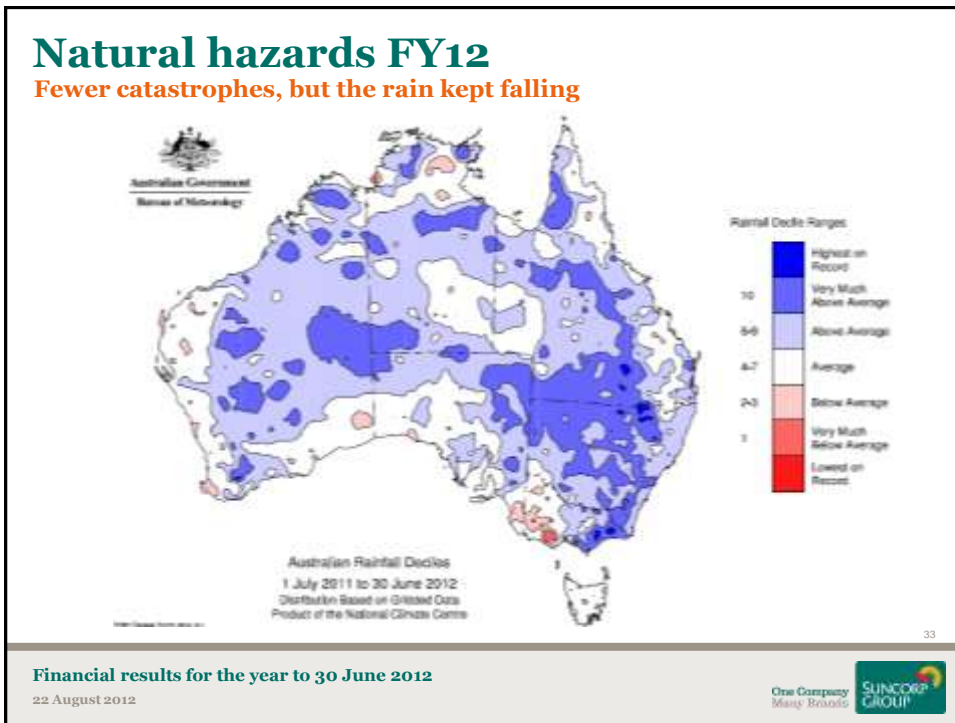 Natural hazards FY12
Fewer catastrophes, but the rain kept falling
Australian Government
Bureau of Meteorology
Rainfall Decile Ranges
Highest on
Record
10
Very Much
Above Average
8-9
Above Average
4-7
Average
2-3
Below Average
1
Very Much
Below Average
Lowest on
Record
Australian Rainfall Deciles
1 July 2011 to 30 June 2012
Distribution Based on Gridded Data
Product of the National Climate Centre
33
Financial results for the year to 30 June 2012
22 August 2012
One Company
Many Brands
SUNCORP
GROUP